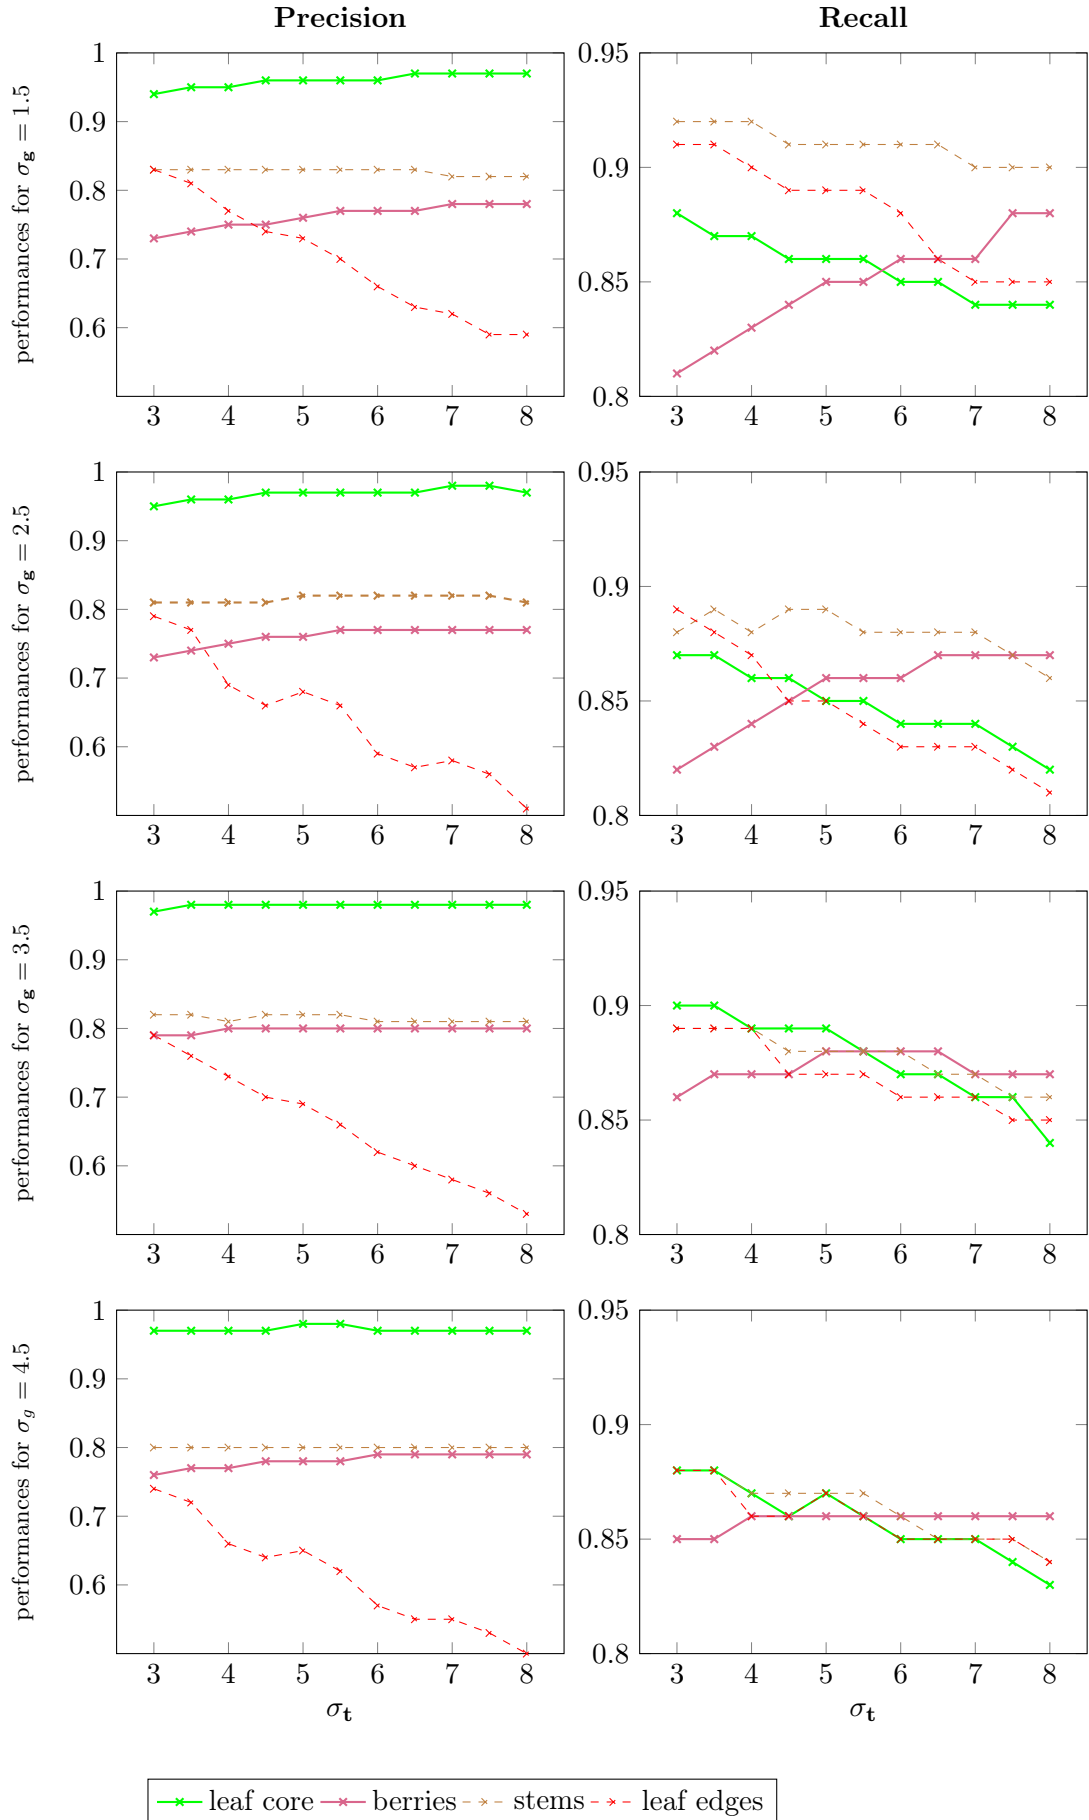 Precision
Recall
performances for σg = 1.5
1
0.9
0.8
0.7
0.6
3 4 5 6 7 8
0.95
0.9
0.85
0.8
3 4 5 6 7 8
performances for σg = 2.5
1
0.9
0.8
0.7
0.6
3 4 5 6 7 8
0.95
0.9
0.85
0.8
3 4 5 6 7 8
performances for σg = 3.5
1
0.9
0.8
0.7
0.6
3 4 5 6 7 8
0.95
0.9
0.85
0.8
3 4 5 6 7 8
performances for σg = 4.5
1
0.9
0.8
0.7
0.6
3 4 5 6 7 8
σt
0.95
0.9
0.85
0.8
3 4 5 6 7 8
σt
leaf core berries stems leaf edges